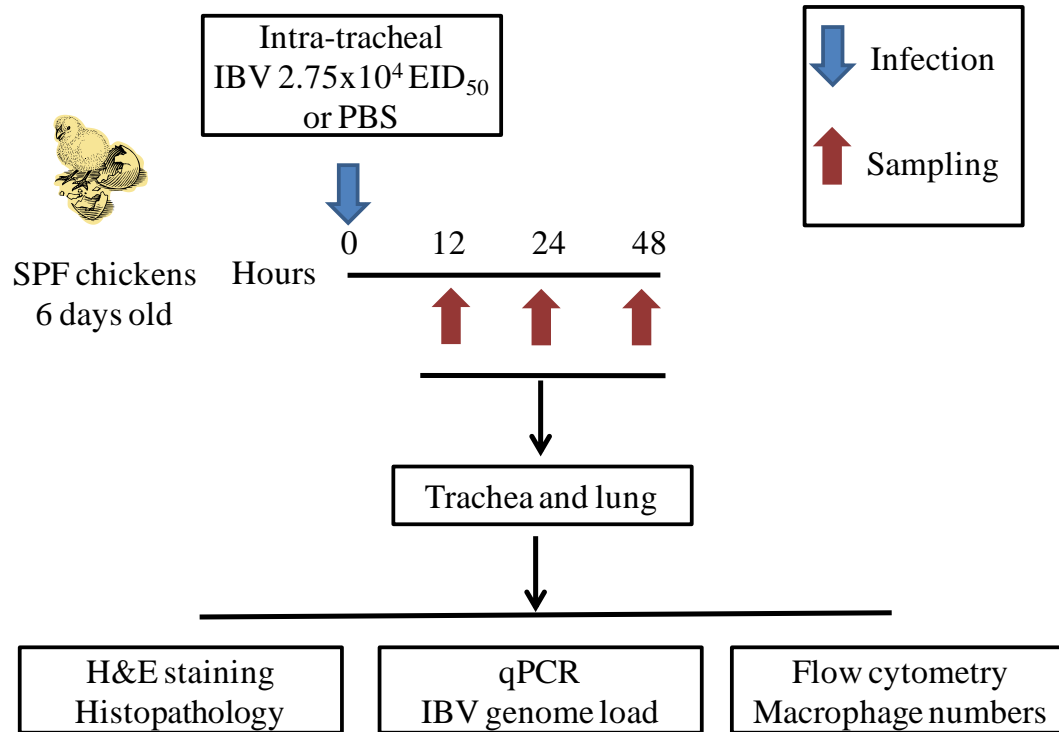 Intra-tracheal
IBV 2.75x10⁴ EID₅₀
or PBS
Infection
Sampling
0 12 24 48
Hours
SPF chickens
6 days old
Trachea and lung
H&E staining
Histopathology
qPCR
IBV genome load
Flow cytometry
Macrophage numbers